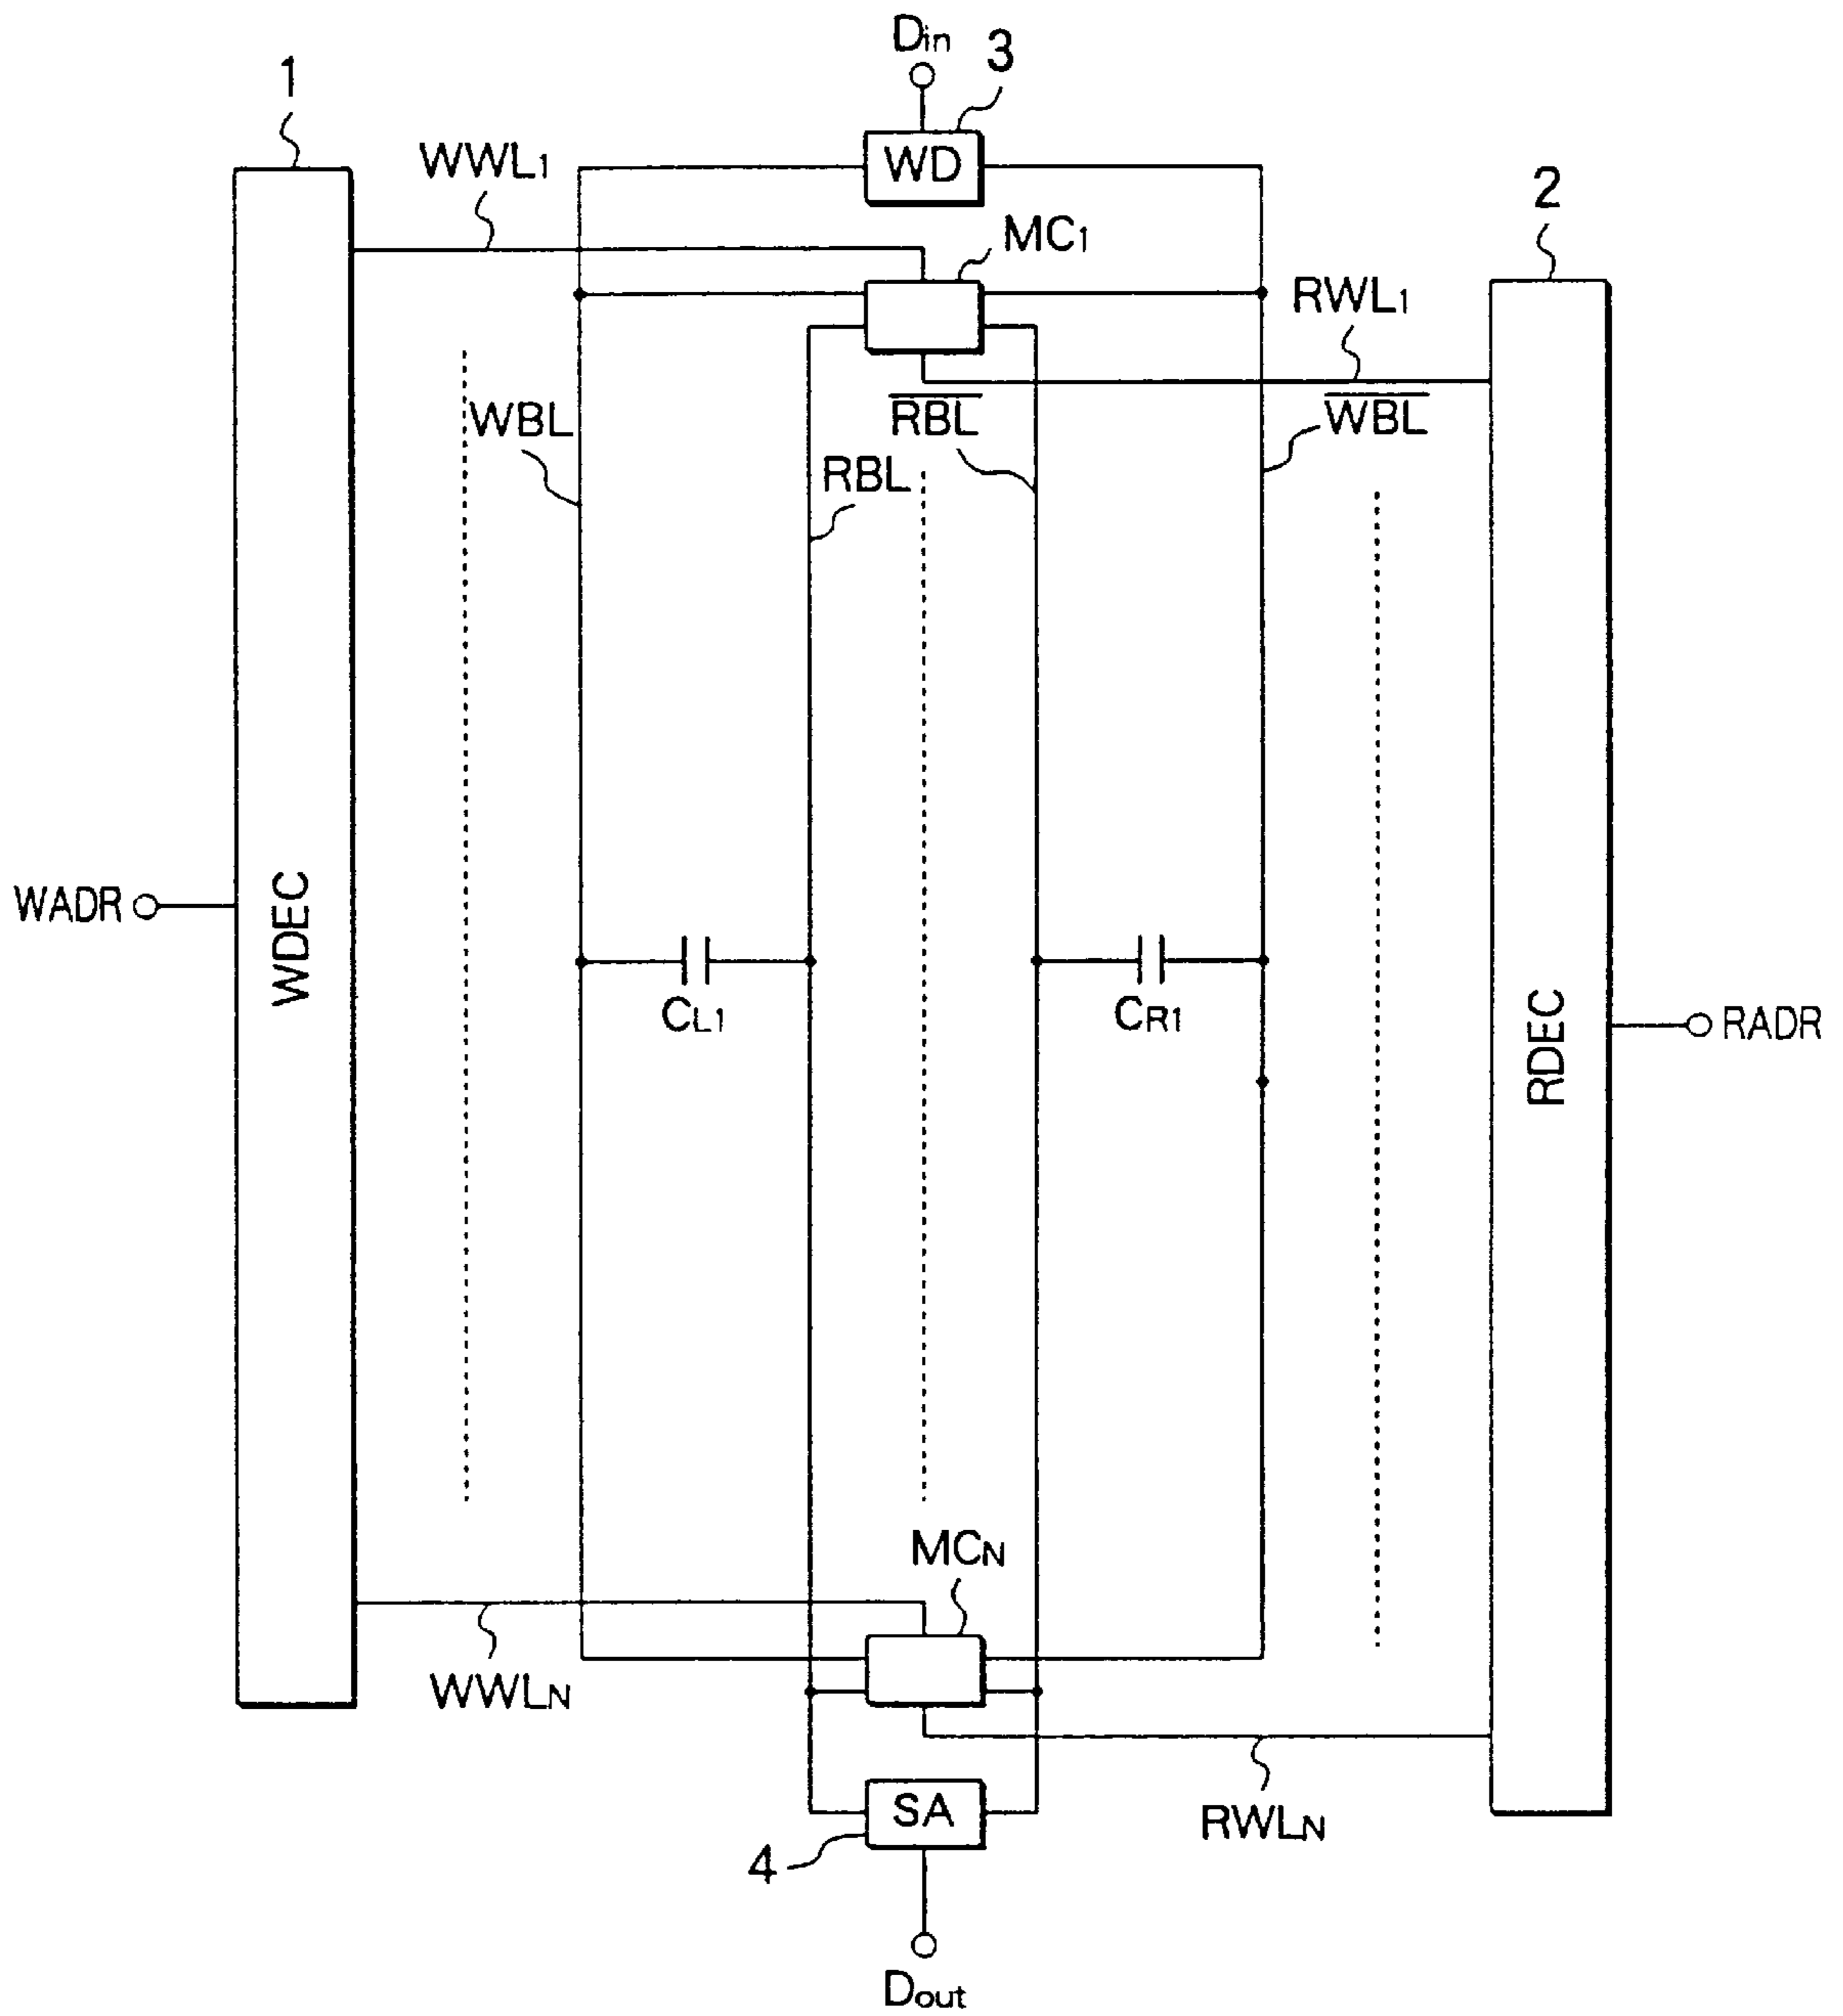 Din
3
1
WD
WWL1
2
MC1
RWL1
WBL
RBL
WBL
RBL
WADR
WDEC
CL1
CR1
RDEC
RADR
MCN
WWLN
SA
RWLN
4
Dout